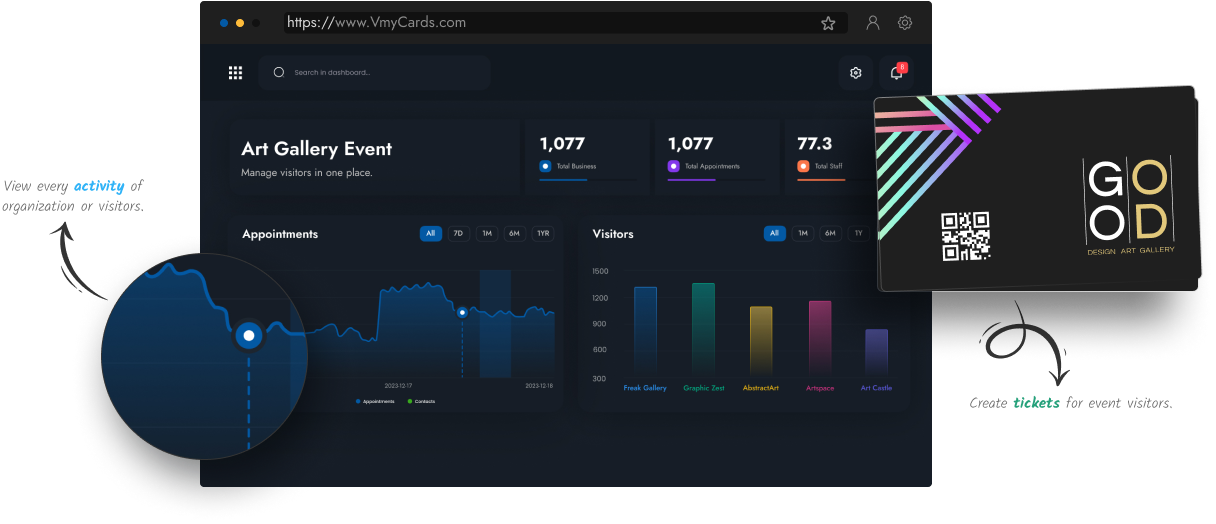 https://www.VmyCards.com
Search in dashboard...
8
Art Gallery Event
Manage visitors in one place.
1,077
Total Business
1,077
Total Appointments
77.3
Total Staff
View every activity of
organization or visitors.
Appointments
All 7D 1M 6M 1YR
2023-12-17 2023-12-18
Appointments Contacts
Visitors
All 1M 6M 1Y
1500
1200
900
600
300
Freak Gallery Graphic Zest AbstractArt Artspace Art Castle
GO
OD
DESIGN ART GALLERY
Create tickets for event visitors.